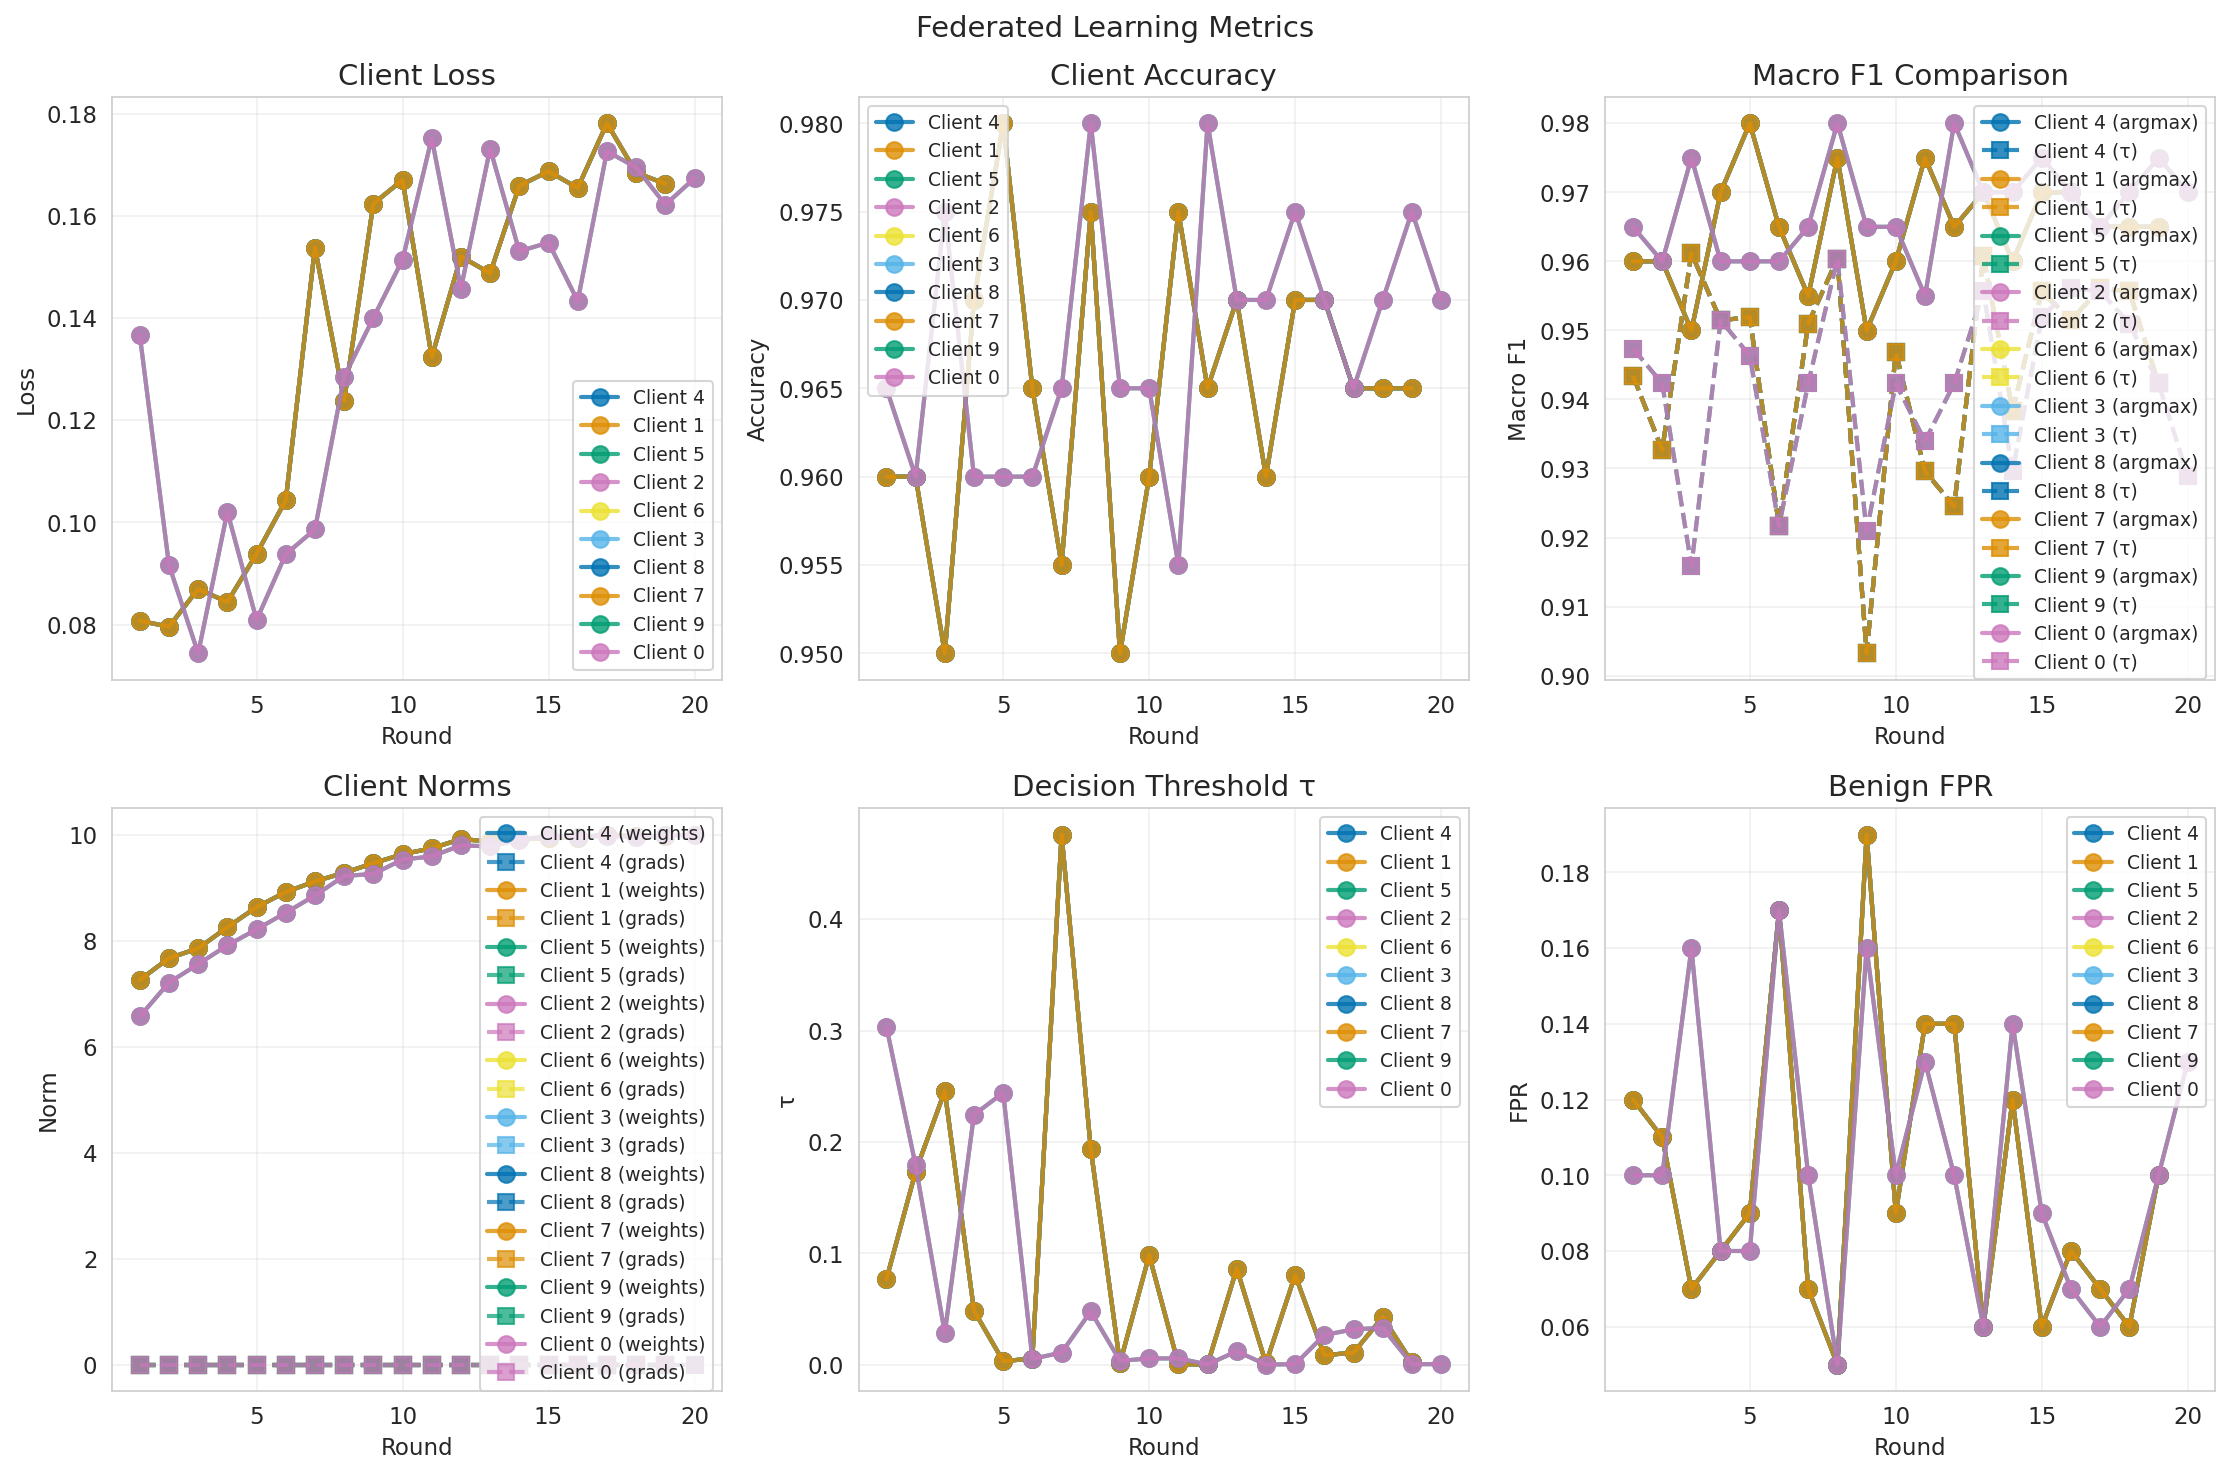 Federated Learning Metrics
Client Loss
Loss
0.18
0.16
0.14
0.12
0.10
0.08
5
10
15
20
Round
Client 4
Client 1
Client 5
Client 2
Client 6
Client 3
Client 8
Client 7
Client 9
Client 0
Client Accuracy
Accuracy
0.980
0.975
0.970
0.965
0.960
0.955
0.950
5
10
15
20
Round
Client 4
Client 1
Client 5
Client 2
Client 6
Client 3
Client 8
Client 7
Client 9
Client 0
Macro F1 Comparison
Macro F1
0.98
0.97
0.96
0.95
0.94
0.93
0.92
0.91
0.90
5
10
15
20
Round
Client 4 (argmax)
Client 4 (τ)
Client 1 (argmax)
Client 1 (τ)
Client 5 (argmax)
Client 5 (τ)
Client 2 (argmax)
Client 2 (τ)
Client 6 (argmax)
Client 6 (τ)
Client 3 (argmax)
Client 3 (τ)
Client 8 (argmax)
Client 8 (τ)
Client 7 (argmax)
Client 7 (τ)
Client 9 (argmax)
Client 9 (τ)
Client 0 (argmax)
Client 0 (τ)
Client Norms
Norm
10
8
6
4
2
0
5
10
15
20
Round
Client 4 (weights)
Client 4 (grads)
Client 1 (weights)
Client 1 (grads)
Client 5 (weights)
Client 5 (grads)
Client 2 (weights)
Client 2 (grads)
Client 6 (weights)
Client 6 (grads)
Client 3 (weights)
Client 3 (grads)
Client 8 (weights)
Client 8 (grads)
Client 7 (weights)
Client 7 (grads)
Client 9 (weights)
Client 9 (grads)
Client 0 (weights)
Client 0 (grads)
Decision Threshold τ
τ
0.4
0.3
0.2
0.1
0.0
5
10
15
20
Round
Client 4
Client 1
Client 5
Client 2
Client 6
Client 3
Client 8
Client 7
Client 9
Client 0
Benign FPR
FPR
0.18
0.16
0.14
0.12
0.10
0.08
0.06
5
10
15
20
Round
Client 4
Client 1
Client 5
Client 2
Client 6
Client 3
Client 8
Client 7
Client 9
Client 0